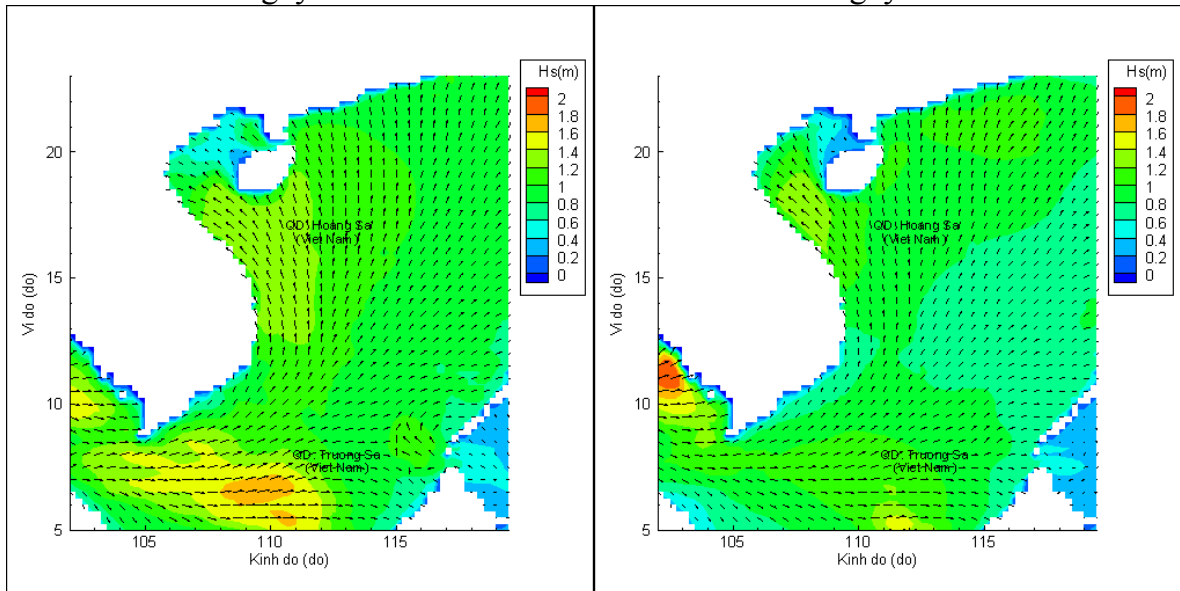 Hs(m)
2
1.8
1.6
1.4
1.2
1
0.8
0.6
0.4
0.2
0
20
15
10
5
Vi do (do)
QD. Hoang Sa
(Viet Nam)
QD. Truong Sa
(Viet Nam)
105 110 115
Kinh do (do)
Hs(m)
2
1.8
1.6
1.4
1.2
1
0.8
0.6
0.4
0.2
0
20
15
10
5
Vi do (do)
QD. Hoang Sa
(Viet Nam)
QD. Truong Sa
(Viet Nam)
105 110 115
Kinh do (do)